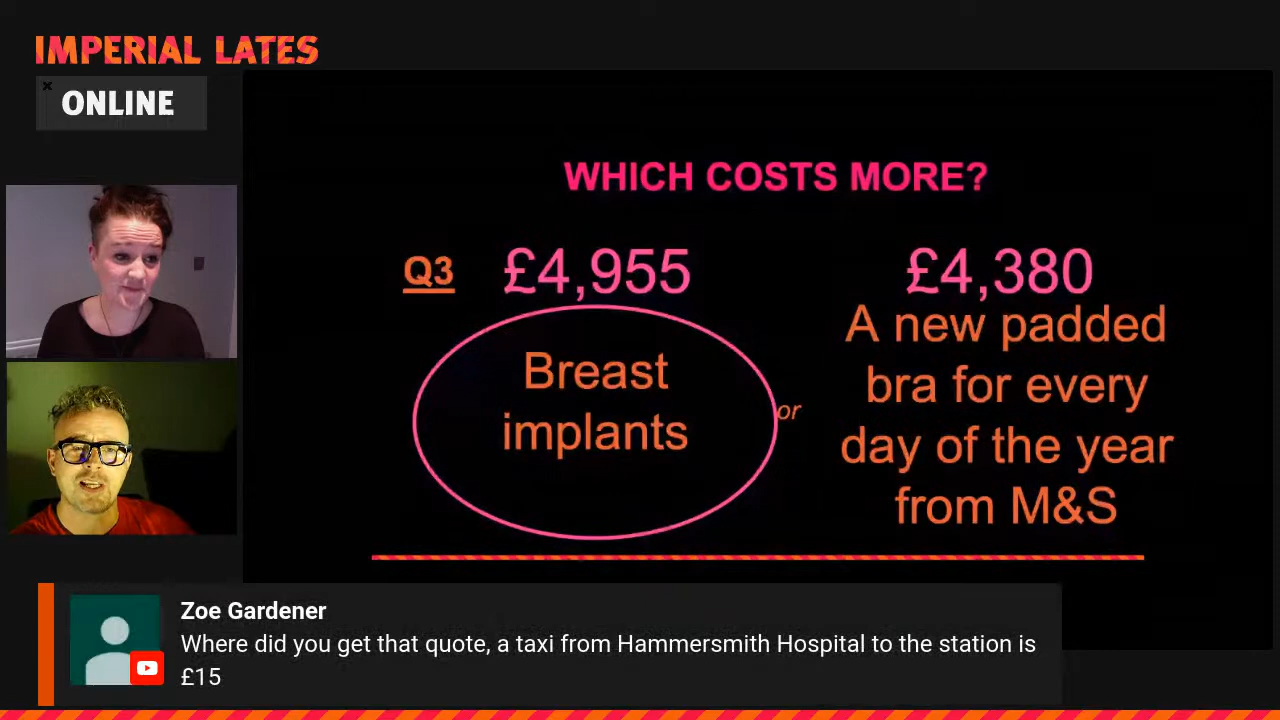 IMPERIAL LATES
ONLINE
WHICH COSTS MORE?
Q3
£4,955
£4,380
Breast
implants
or
A new padded
bra for every
day of the year
from M&S
Zoe Gardener
Where did you get that quote, a taxi from Hammersmith Hospital to the station is
£15